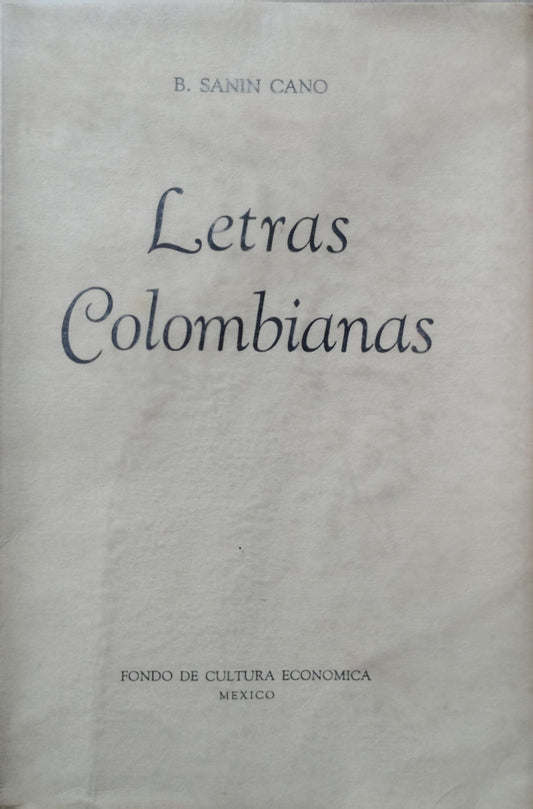 B. SANIN CANO
Letras
Colombianas
FONDO DE CULTURA ECONOMICA
MEXICO